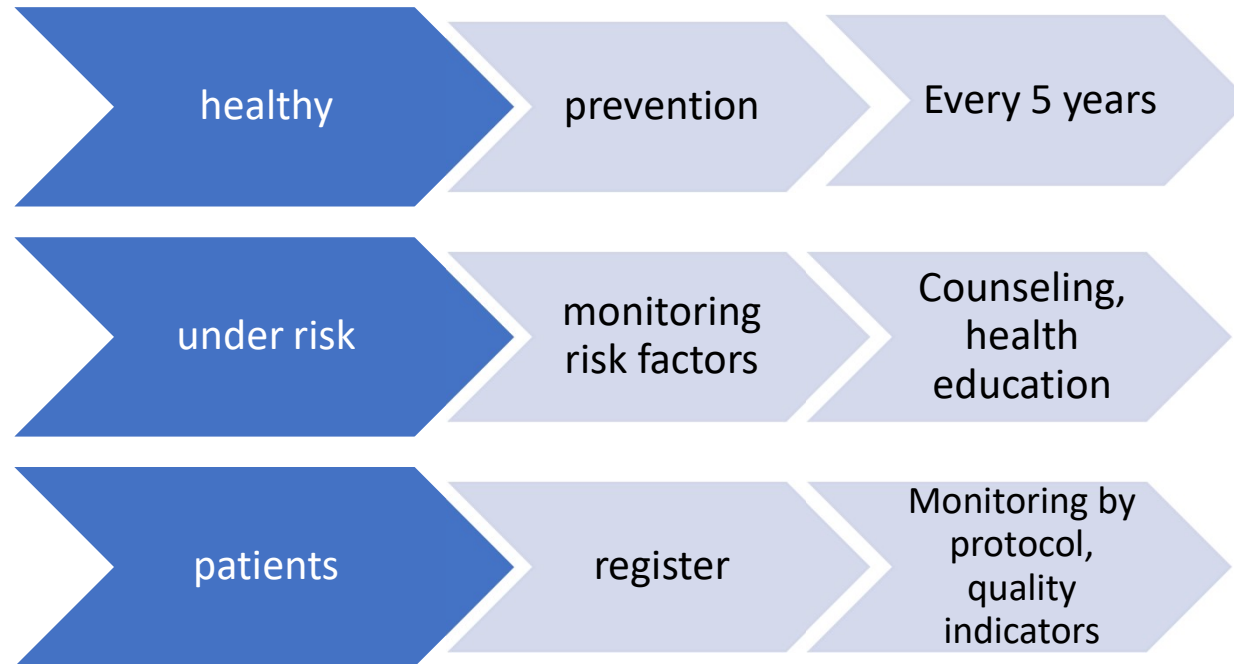 healthy
prevention
Every 5 years
under risk
monitoring
risk factors
Counseling,
health
education
patients
register
Monitoring by
protocol,
quality
indicators